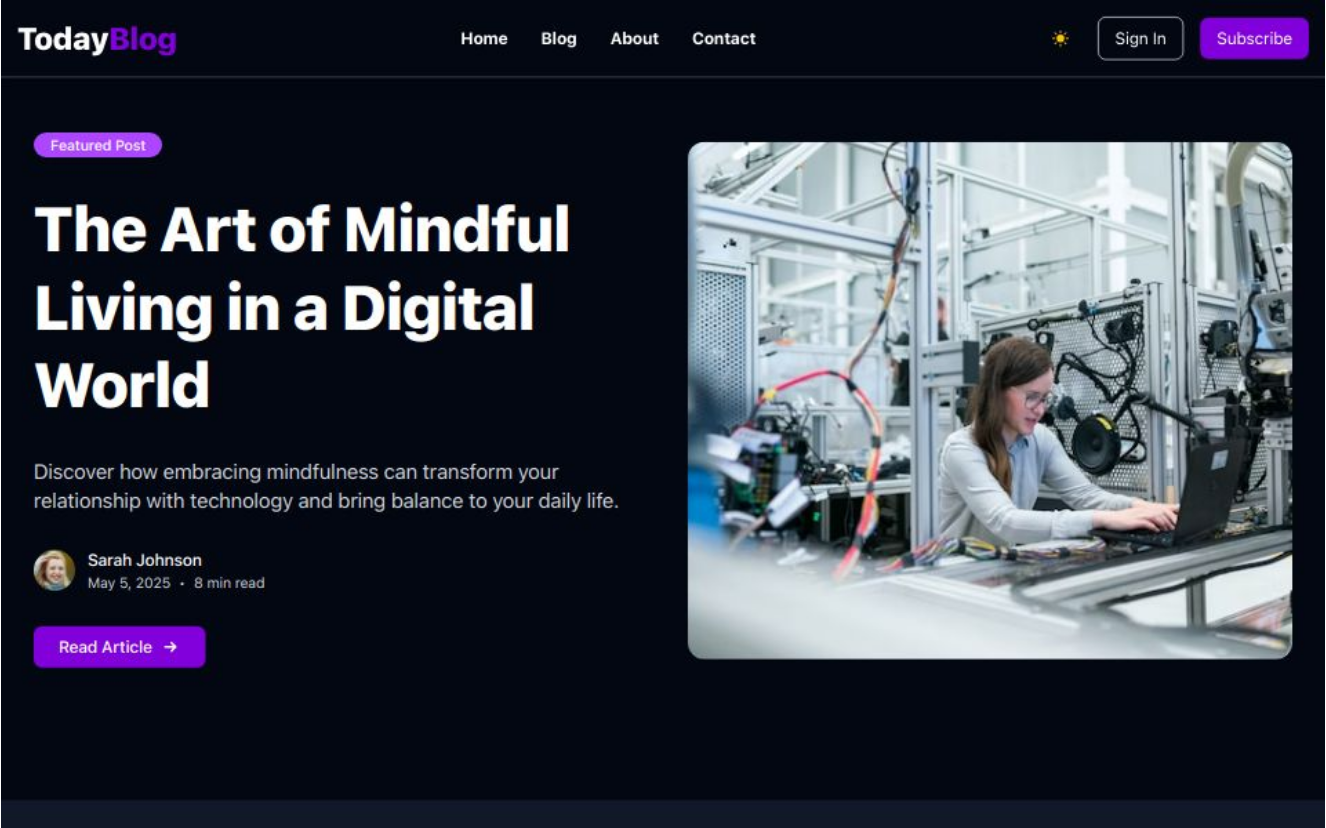 TodayBlog
Home
Blog
About
Contact
Sign In
Subscribe
Featured Post
The Art of Mindful
Living in a Digital
World
Discover how embracing mindfulness can transform your
relationship with technology and bring balance to your daily life.
Sarah Johnson
May 5, 2025 • 8 min read
Read Article →